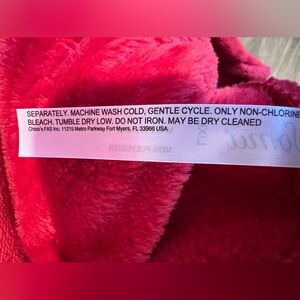 SEPARATELY. MACHINE WASH COLD, GENTLE CYCLE. ONLY NON-CHLORINE
BLEACH. TUMBLE DRY LOW. DO NOT IRON. MAY BE DRY CLEANED
Chico's FAS Inc. 11215 Metro Parkway Fort Myers, FL 33966 USA
100% POLYESTER